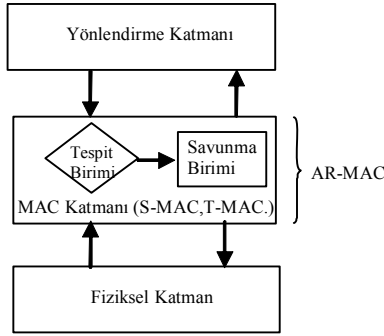 Yönlendirme Katmanı
Tespit
Birimi
Savunma
Birimi
AR-MAC
MAC Katmanı (S-MAC,T-MAC.)
Fiziksel Katman